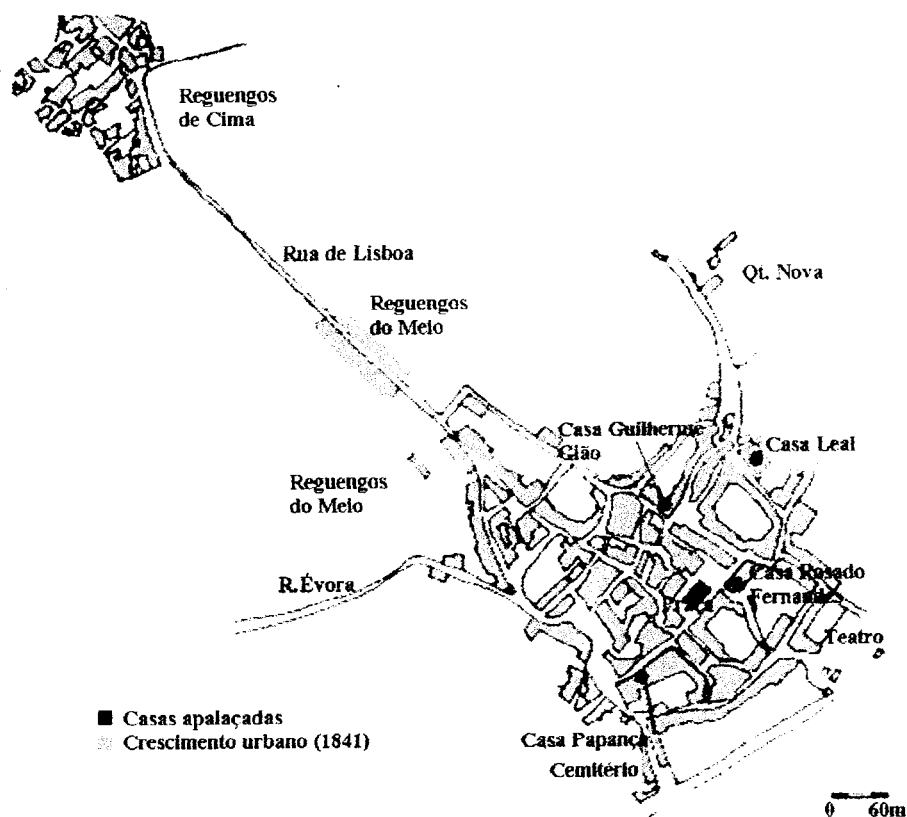 Reguengos
de Cima
Rua de Lisboa
Reguengos
do Meio
Qt. Nova
Casa Guilherme
Gião
Casa Leal
Reguengos
do Meio
R.Évora
Casa Rosado
Fernandes
Praça
Teatro
Casas apalaçadas
Crescimento urbano (1841)
Casa Papança
Cemitério
0 60m